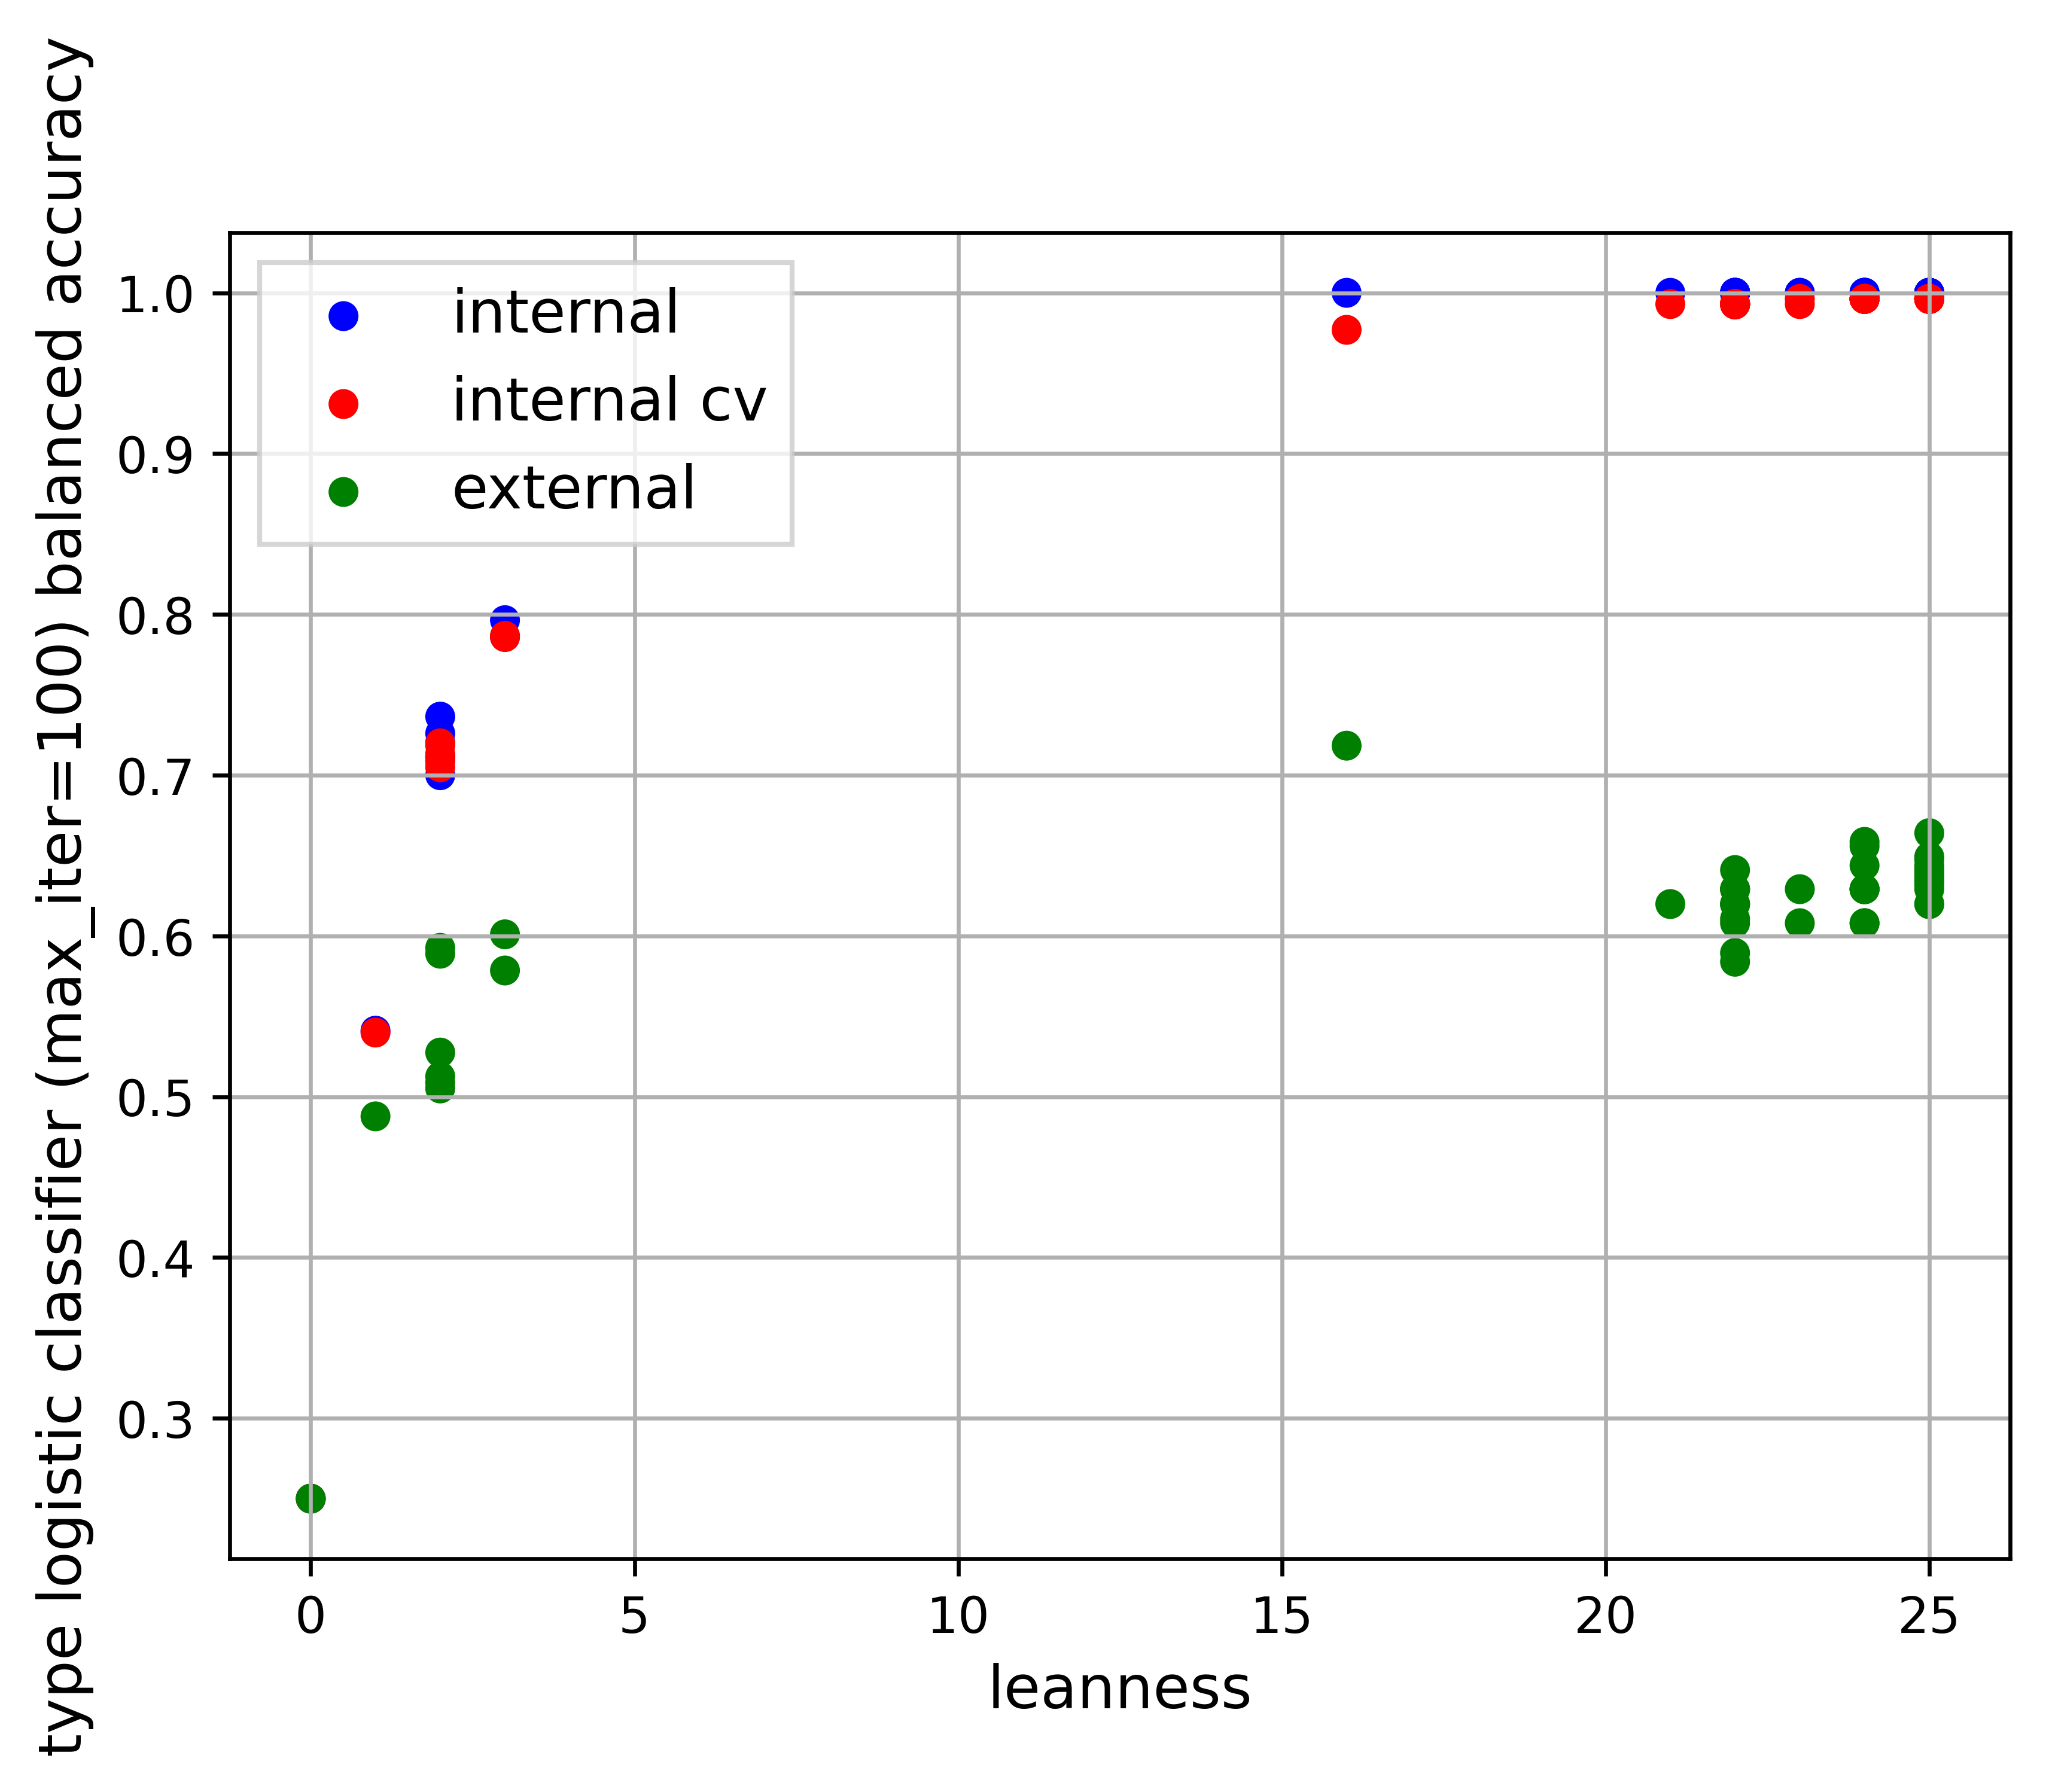 type logistic classifier (max_iter=100) balanced accuracy
1.0
0.9
0.8
0.7
0.6
0.5
0.4
0.3
internal
internal cv
external
0 5 10 15 20 25
leanness